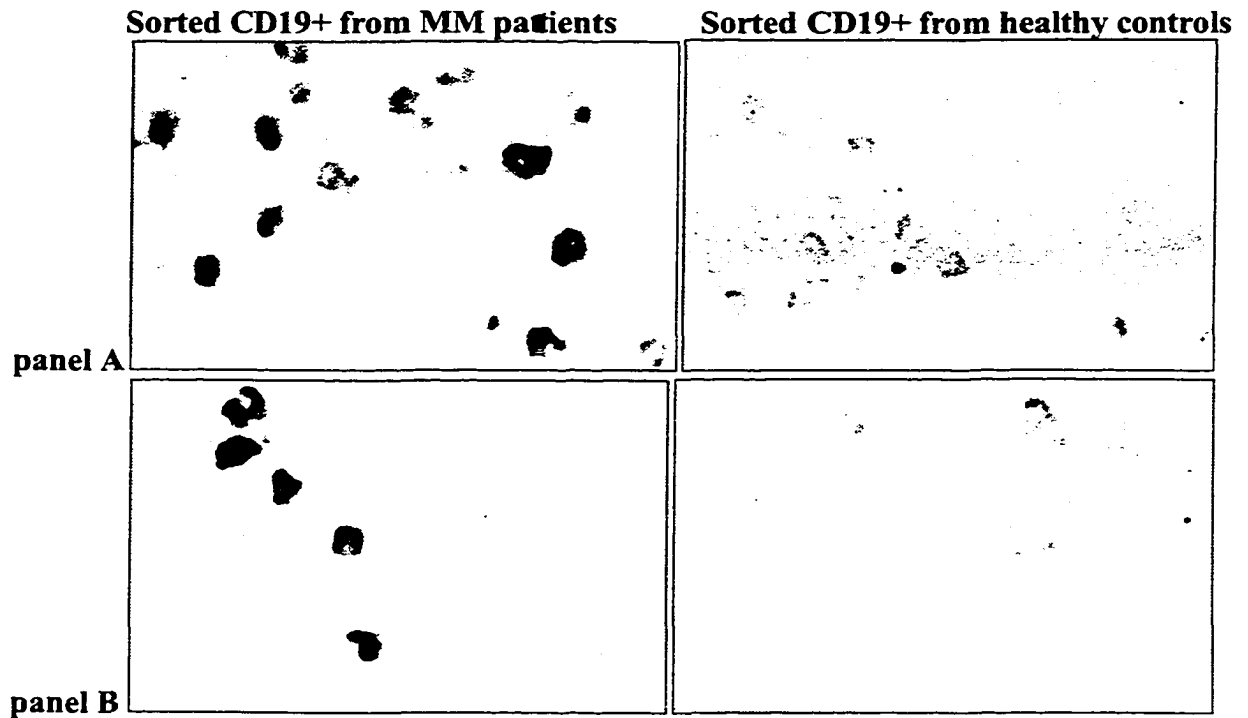 Sorted CD19+ from MM patients
Sorted CD19+ from healthy controls
panel A
panel B